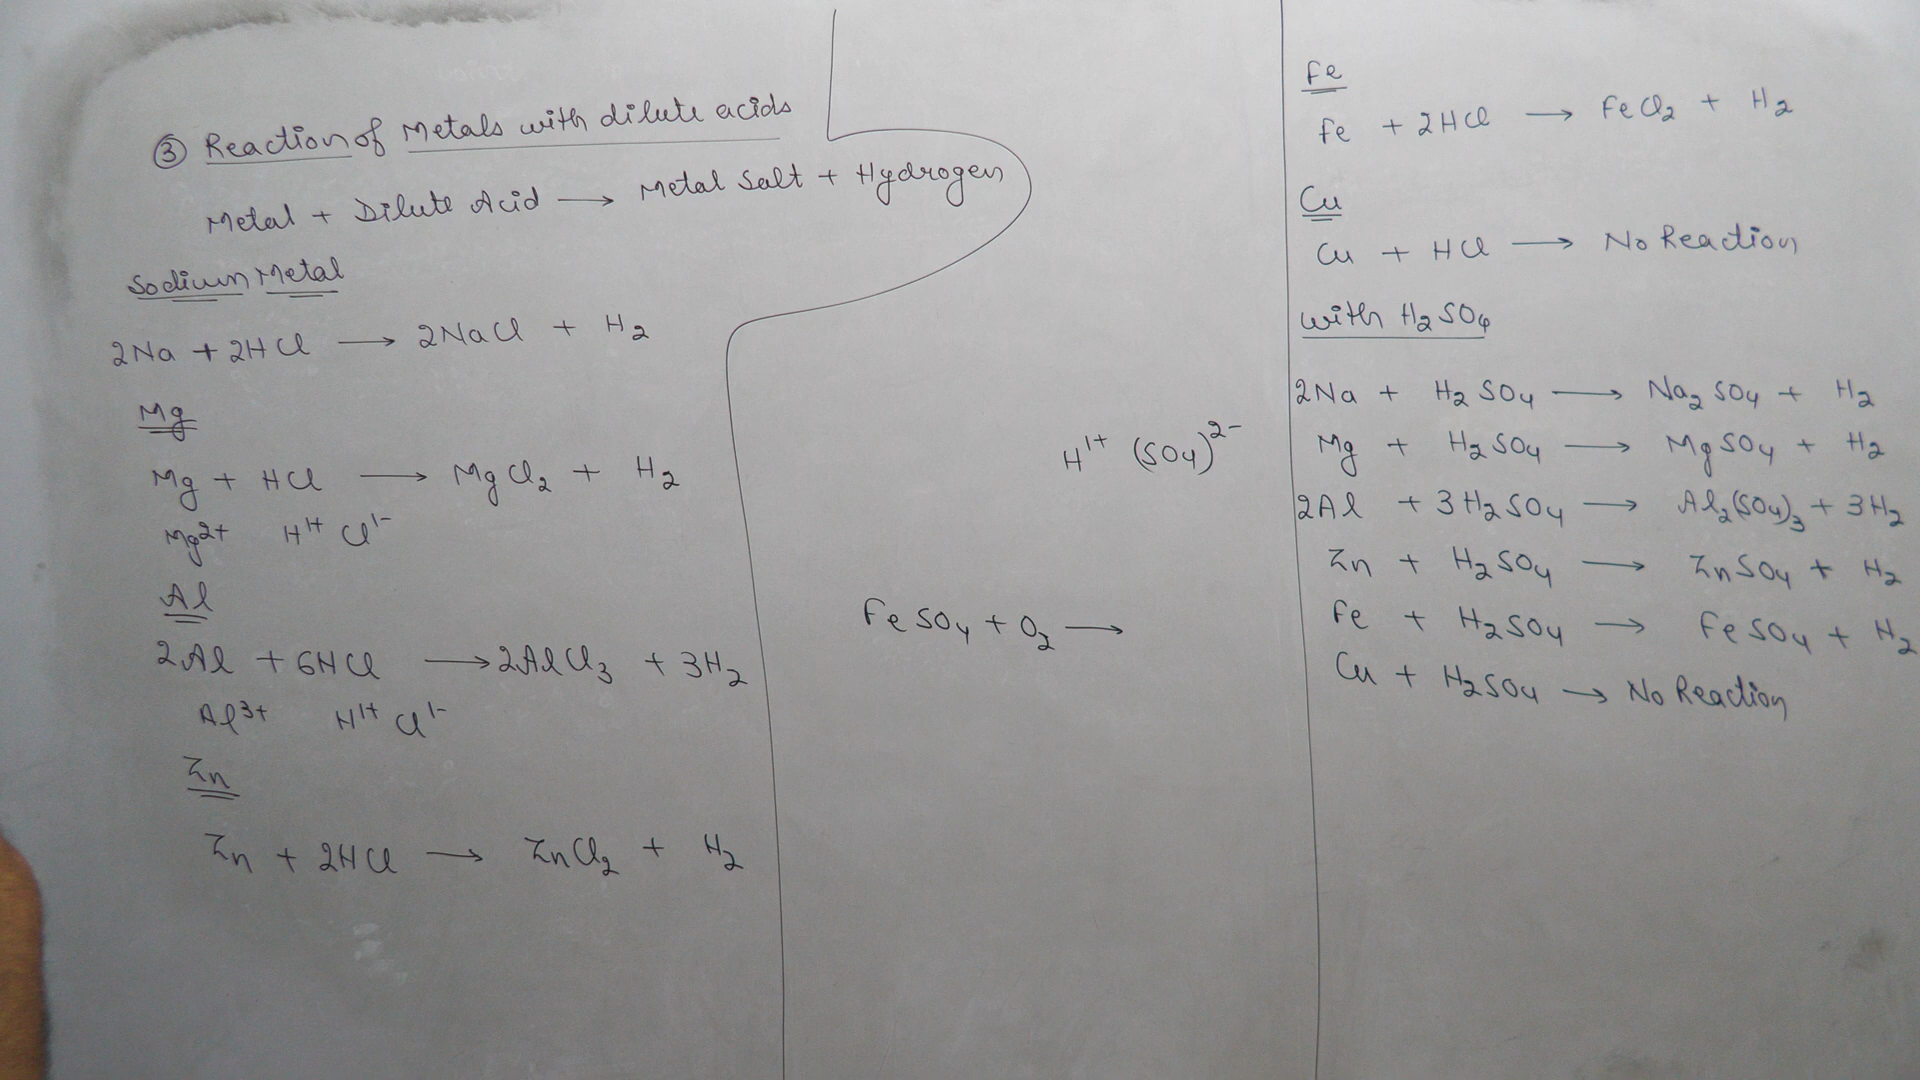 ③ Reaction of Metals with dilute acids
Metal + Dilute Acid → Metal Salt + Hydrogen
Sodium Metal
2Na + 2HCl → 2NaCl + H₂
Mg
Mg + HCl → MgCl₂ + H₂
Mg²⁺ H¹⁺ Cl¹⁻
Al
2Al + 6HCl → 2AlCl₃ + 3H₂
Al³⁺ H¹⁺ Cl¹⁻
Zn
Zn + 2HCl → ZnCl₂ + H₂
H¹⁺ (SO₄)²⁻
FeSO₄ + O₂ →
Fe
Fe + 2HCl → FeCl₂ + H₂
Cu
Cu + HCl → No Reaction
with H₂SO₄
2Na + H₂SO₄ → Na₂SO₄ + H₂
Mg + H₂SO₄ → MgSO₄ + H₂
2Al + 3H₂SO₄ → Al₂(SO₄)₃ + 3H₂
Zn + H₂SO₄ → ZnSO₄ + H₂
Fe + H₂SO₄ → FeSO₄ + H₂
Cu + H₂SO₄ → No Reaction